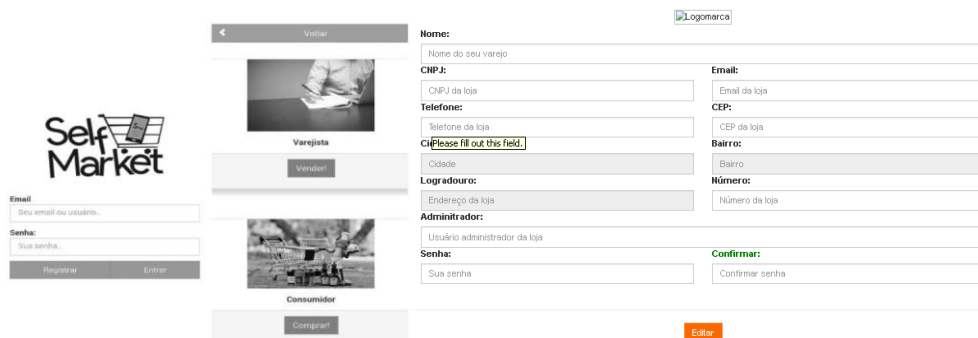 Self
Market
Email
Seu email ou usuário..
Senha:
Sua senha..
Registrar
Entrar
Voltar
Varejista
Vender!
Consumidor
Comprar!
Logomarca
Nome:
Nome do seu varejo
CNPJ:
Email:
CNPJ da loja
Email da loja
Telefone:
CEP:
Telefone da loja
CEP da loja
Ci
Please fill out this field.
Bairro:
Cidade
Bairro
Logradouro:
Número:
Endereço da loja
Número da loja
Adminitrador:
Usuário administrador da loja
Senha:
Confirmar:
Sua senha
Confirmar senha
Editar